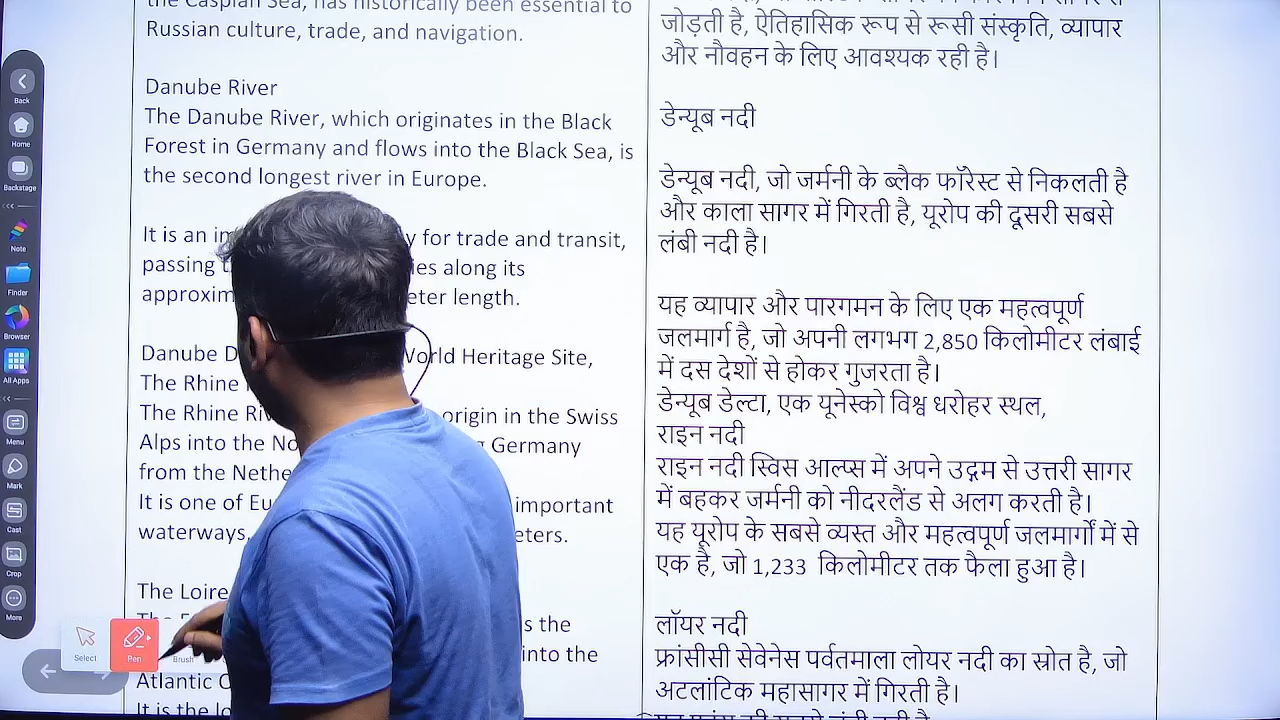 the Caspian Sea, has historically been essential to
Russian culture, trade, and navigation.
Danube River
The Danube River, which originates in the Black
Forest in Germany and flows into the Black Sea, is
the second longest river in Europe.
It is an
y for trade and transit,
passing
ies along its
approxim
eter length.
Danube D
World Heritage Site,
The Rhine
The Rhine Riv
origin in the Swiss
Alps into the No
Germany
from the Nethe
It is one of Eu
important
waterways,
eters.
The Loire
s the
into the
Atlantic O
It is the lo
जोड़ती है, ऐतिहासिक रूप से रूसी संस्कृति, व्यापार
और नौवहन के लिए आवश्यक रही है।
डेन्यूब नदी
डेन्यूब नदी, जो जर्मनी के ब्लैक फॉरेस्ट से निकलती है
और काला सागर में गिरती है, यूरोप की दूसरी सबसे
लंबी नदी है।
यह व्यापार और पारगमन के लिए एक महत्वपूर्ण
जलमार्ग है, जो अपनी लगभग 2,850 किलोमीटर लंबाई
में दस देशों से होकर गुजरता है।
डेन्यूब डेल्टा, एक यूनेस्को विश्व धरोहर स्थल,
राइन नदी
राइन नदी स्विस आल्प्स में अपने उद्गम से उत्तरी सागर
में बहकर जर्मनी को नीदरलैंड से अलग करती है।
यह यूरोप के सबसे व्यस्त और महत्वपूर्ण जलमार्गों में से
एक है, जो 1,233 किलोमीटर तक फैला हुआ है।
लॉयर नदी
फ्रांसीसी सेवेनेस पर्वतमाला लोयर नदी का स्रोत है, जो
अटलांटिक महासागर में गिरती है।
Back
Home
Backstage
Note
Finder
Browser
All Apps
Menu
Mark
Cast
Crop
More
Select
Pen
Brush